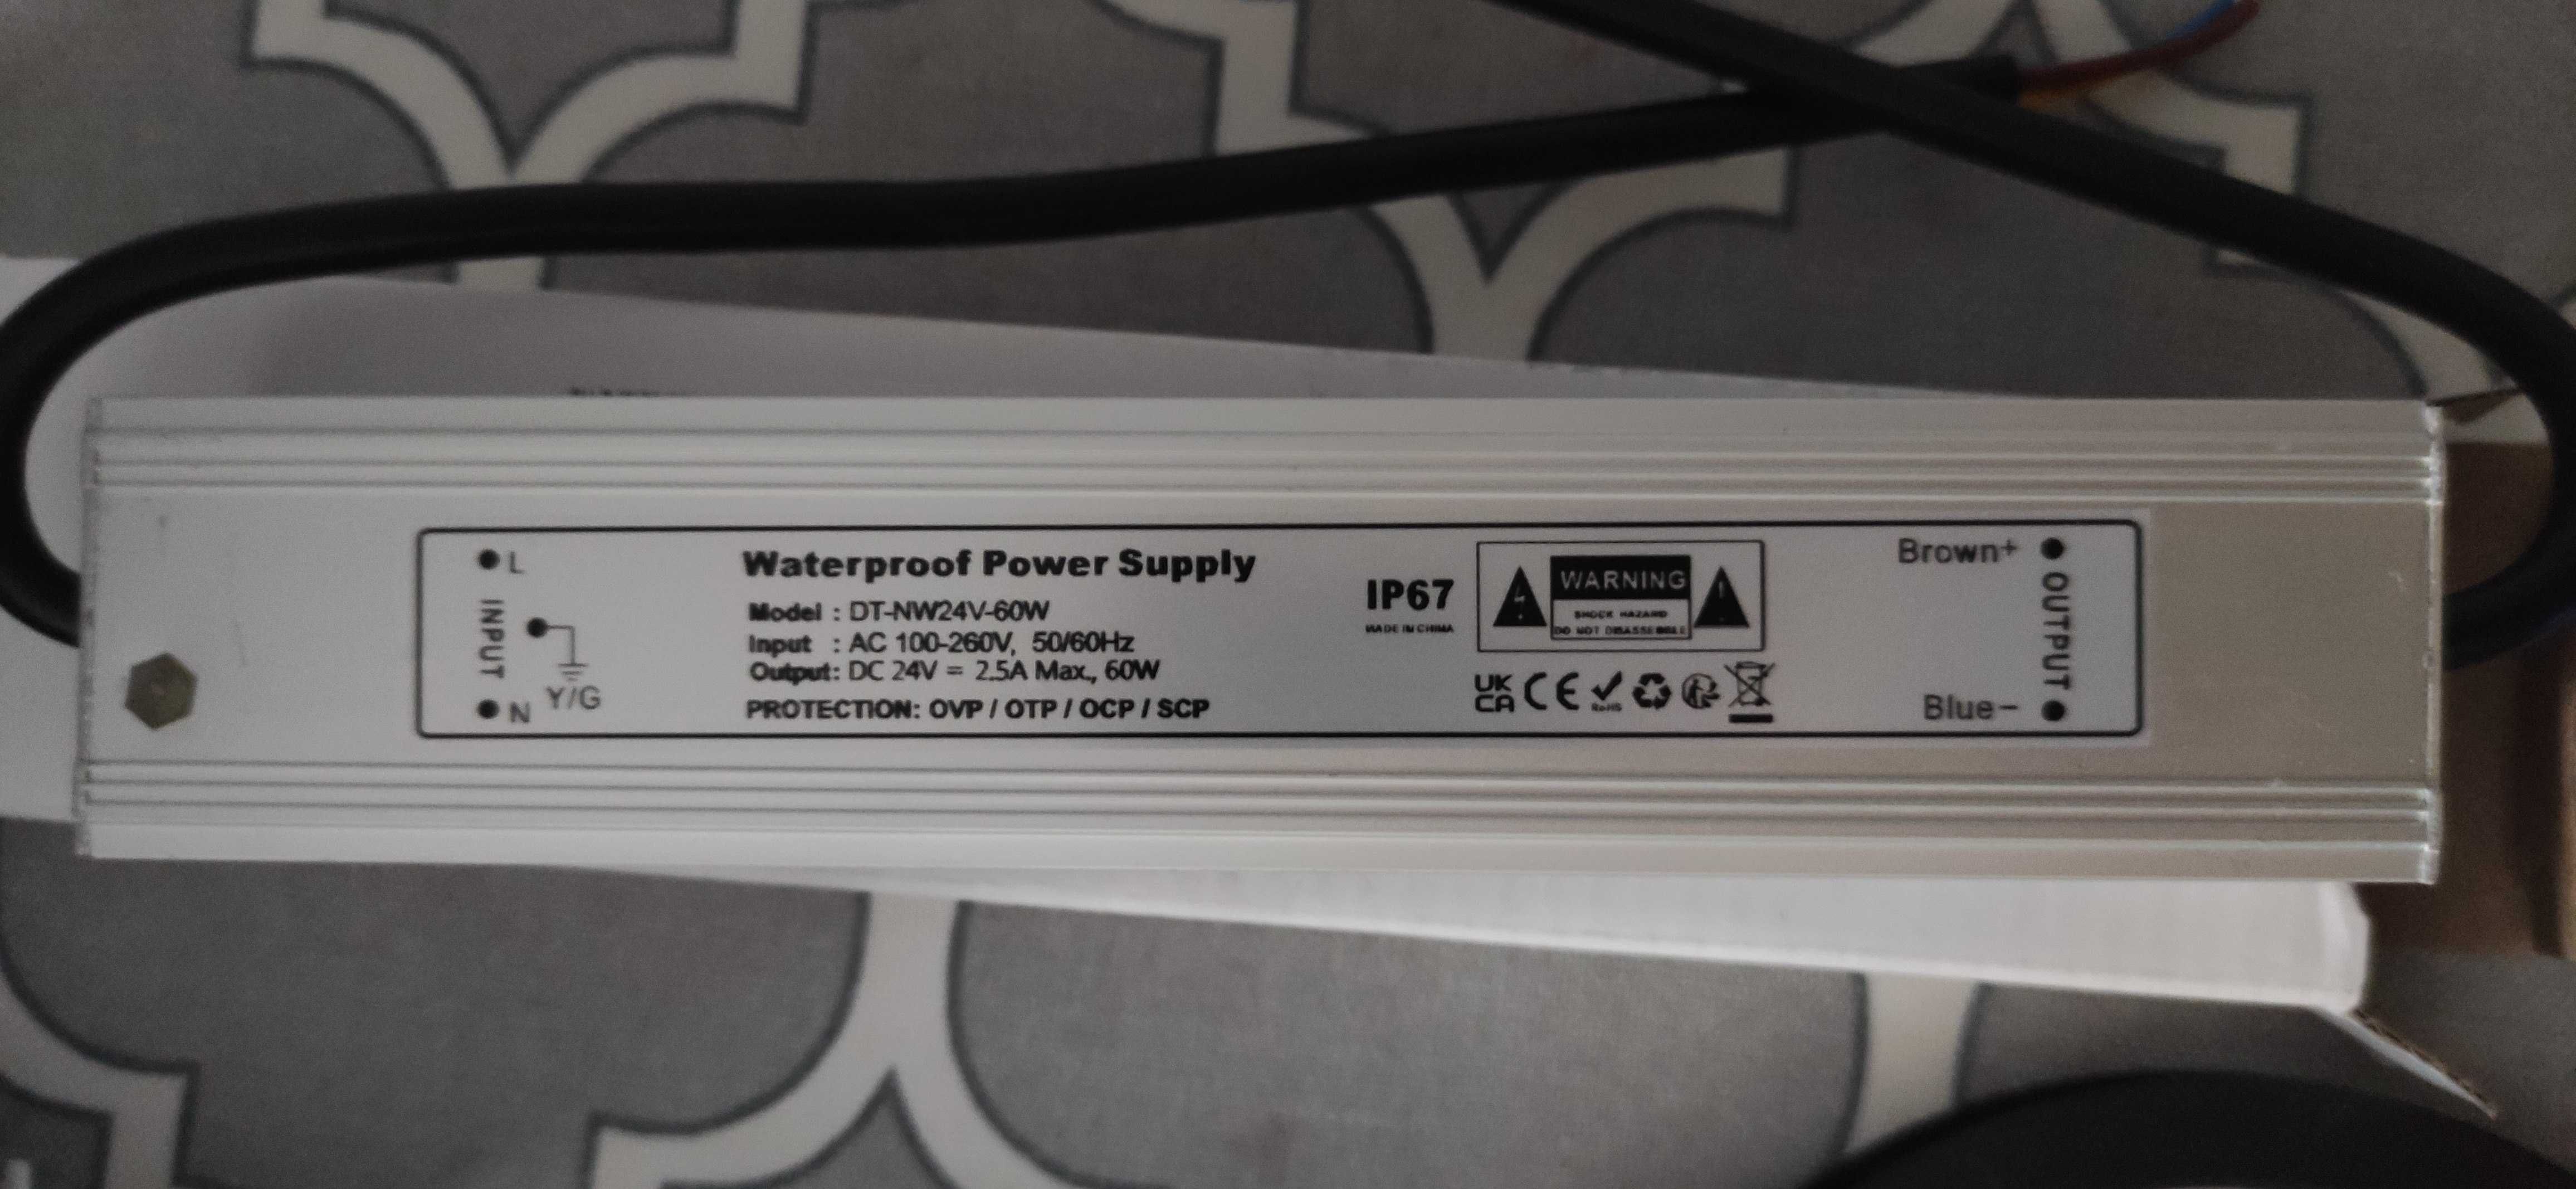 L
INPUT
N
Y/G
Waterproof Power Supply
Model : DT-NW24V-60W
Input : AC 100-260V, 50/60Hz
Output: DC 24V = 2.5A Max., 60W
PROTECTION: OVP / OTP / OCP / SCP
IP67
MADE IN CHINA
WARNING
SHOCK HAZARD
DO NOT DISASSEMBLE
UK
CA CE
RoHS
Brown+
OUTPUT
Blue-